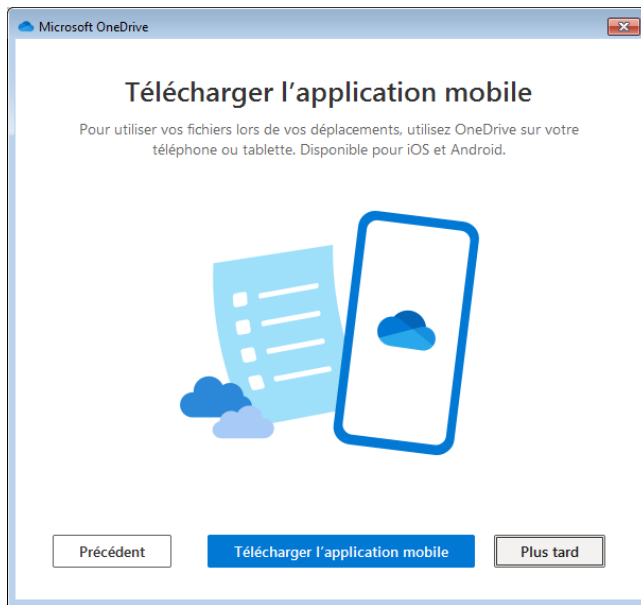 Microsoft OneDrive
Télécharger l’application mobile
Pour utiliser vos fichiers lors de vos déplacements, utilisez OneDrive sur votre
téléphone ou tablette. Disponible pour iOS et Android.
Précédent
Télécharger l’application mobile
Plus tard